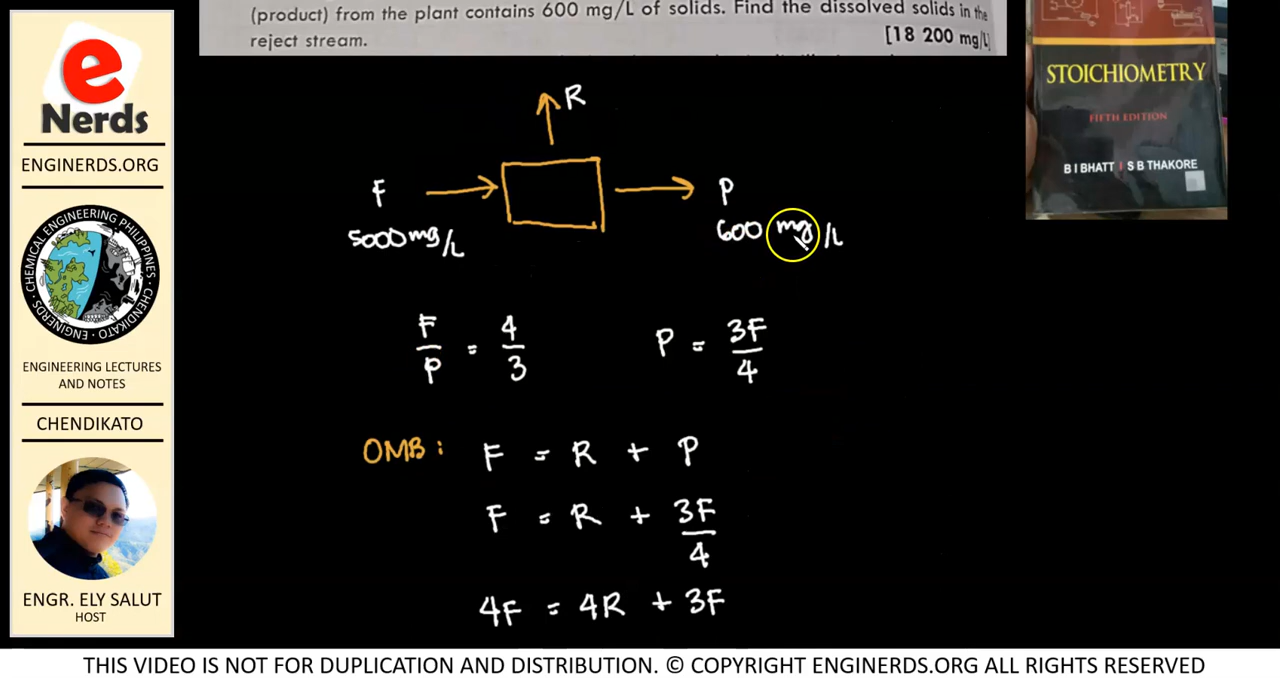 (product) from the plant contains 600 mg/L of solids. Find the dissolved solids in the
reject stream.
[18 200 mg/L]
e
Nerds
ENGINERDS.ORG
CHEMICAL ENGINEERING PHILIPPINES
CHENDIKATO - ENGINERDS.ORG
ENGINEERING LECTURES
AND NOTES
CHENDIKATO
ENGR. ELY SALUT
HOST
STOICHIOMETRY
FIFTH EDITION
B I BHATT I S B THAKORE
R
F
P
5000 mg/L
600 mg/L
F/P = 4/3
P = 3F/4
OMB : F = R + P
F = R + 3F/4
4F = 4R + 3F
THIS VIDEO IS NOT FOR DUPLICATION AND DISTRIBUTION. © COPYRIGHT ENGINERDS.ORG ALL RIGHTS RESERVED